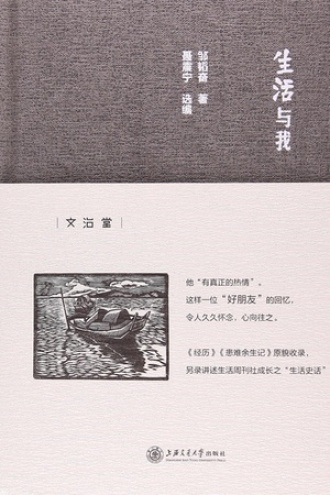 生活与我
邹韬奋 著
聂震宁 选编
文治堂
他“有真正的热情”。
这样一位“好朋友”的回忆，
令人久久怀念，心向往之。
《经历》《患难余生记》原貌收录，
另录讲述生活周刊社成长之“生活史话”
上海交通大学出版社